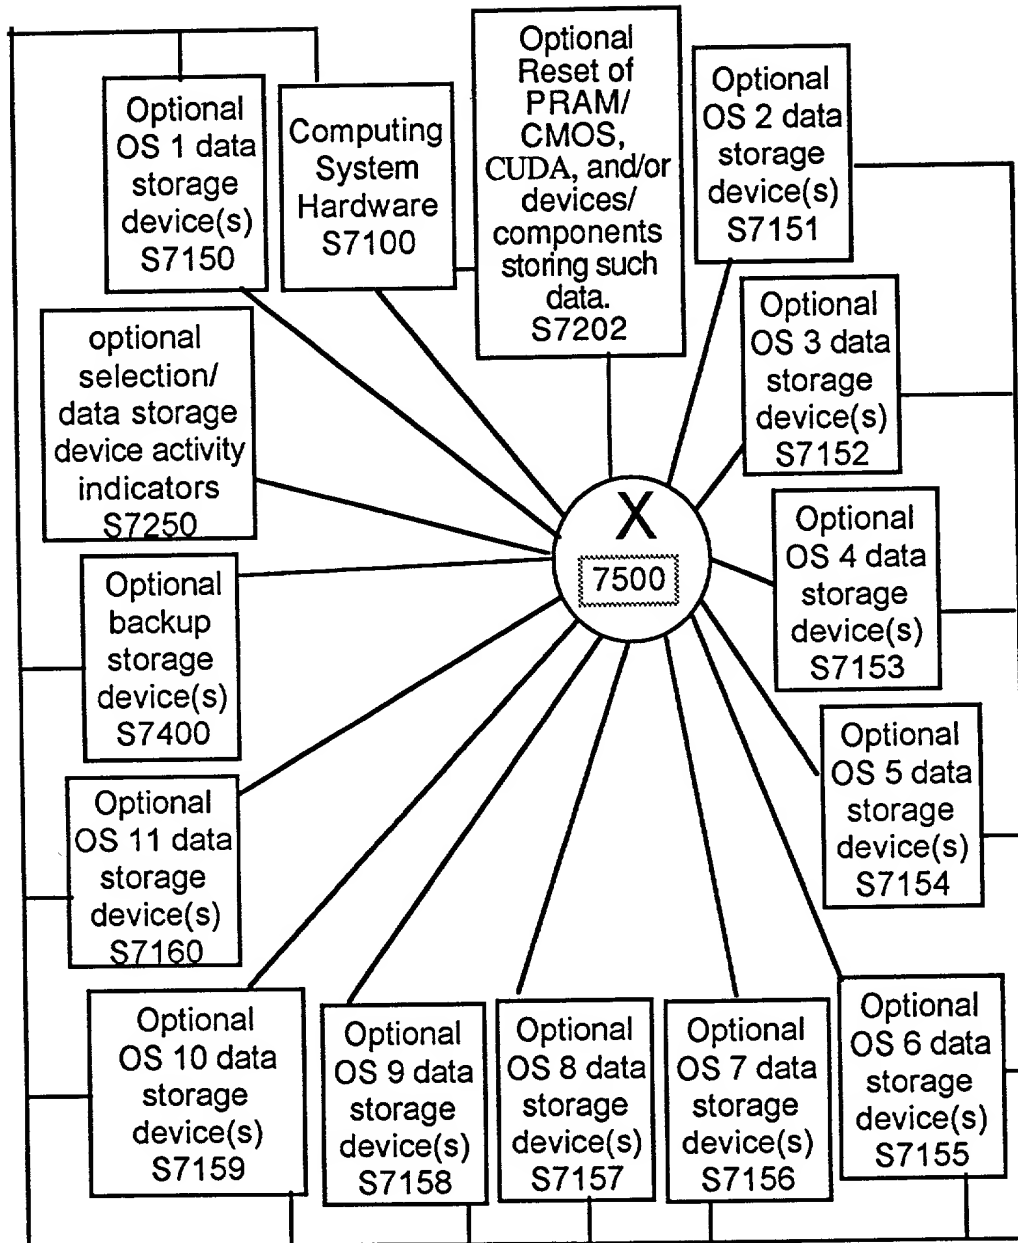 Optional
OS 1 data
storage
device(s)
S7150
Computing
System
Hardware
S7100
Optional
Reset of
PRAM/
CMOS,
CUDA, and/or
devices/
components
storing such
data.
S7202
Optional
OS 2 data
storage
device(s)
S7151
Optional
OS 3 data
storage
device(s)
S7152
optional
selection/
data storage
device activity
indicators
S7250
X
7500
Optional
OS 4 data
storage
device(s)
S7153
Optional
backup
storage
device(s)
S7400
Optional
OS 5 data
storage
device(s)
S7154
Optional
OS 11 data
storage
device(s)
S7160
Optional
OS 10 data
storage
device(s)
S7159
Optional
OS 9 data
storage
device(s)
S7158
Optional
OS 8 data
storage
device(s)
S7157
Optional
OS 7 data
storage
device(s)
S7156
Optional
OS 6 data
storage
device(s)
S7155